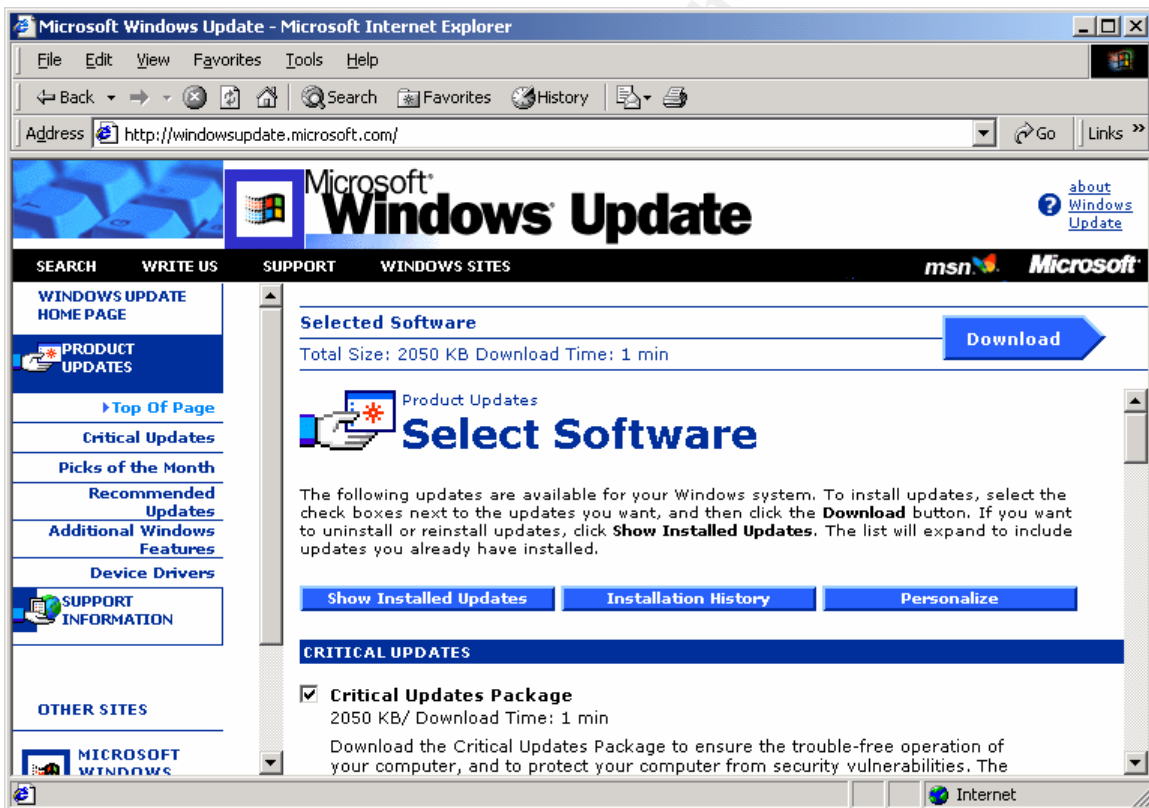 Microsoft Windows Update - Microsoft Internet Explorer
File Edit View Favorites Tools Help
Back Search Favorites History
Address http://windowsupdate.microsoft.com/ Go Links »
Microsoft
Windows Update
about
Windows
Update
SEARCH WRITE US SUPPORT WINDOWS SITES msn Microsoft
WINDOWS UPDATE
HOME PAGE
PRODUCT
UPDATES
Top Of Page
Critical Updates
Picks of the Month
Recommended
Updates
Additional Windows
Features
Device Drivers
SUPPORT
INFORMATION
OTHER SITES
MICROSOFT
WINDOWS
Selected Software
Total Size: 2050 KB Download Time: 1 min
Download
Product Updates
Select Software
The following updates are available for your Windows system. To install updates, select the
check boxes next to the updates you want, and then click the Download button. If you want
to uninstall or reinstall updates, click Show Installed Updates. The list will expand to include
updates you already have installed.
Show Installed Updates Installation History Personalize
CRITICAL UPDATES
Critical Updates Package
2050 KB/ Download Time: 1 min
Download the Critical Updates Package to ensure the trouble-free operation of
your computer, and to protect your computer from security vulnerabilities. The
Internet